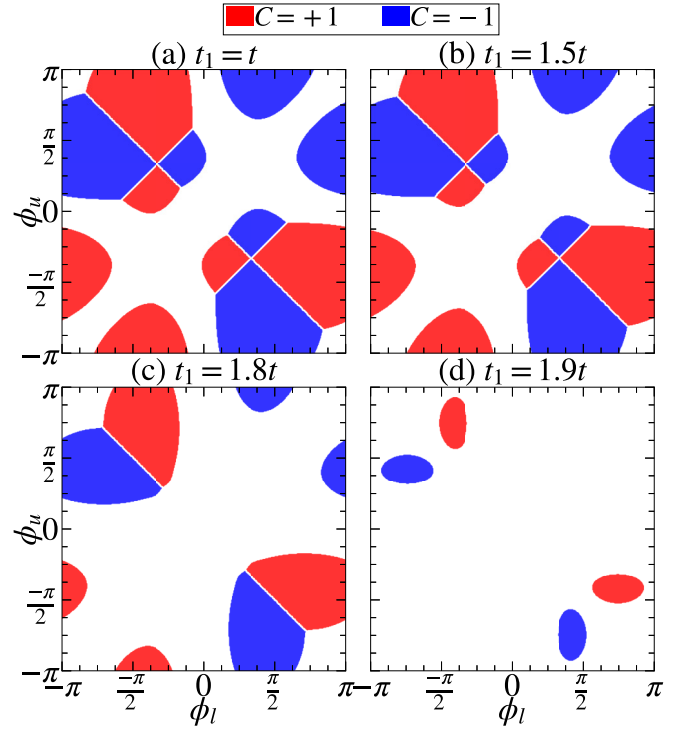 C = +1 C = −1
(a) t₁ = t (b) t₁ = 1.5t
π
π/2
ϕᵤ 0
−π/2
−π
(c) t₁ = 1.8t (d) t₁ = 1.9t
π
π/2
ϕᵤ 0
−π/2
−π
−π −π/2 0 π/2 π −π −π/2 0 π/2 π
ϕₗ ϕₗ